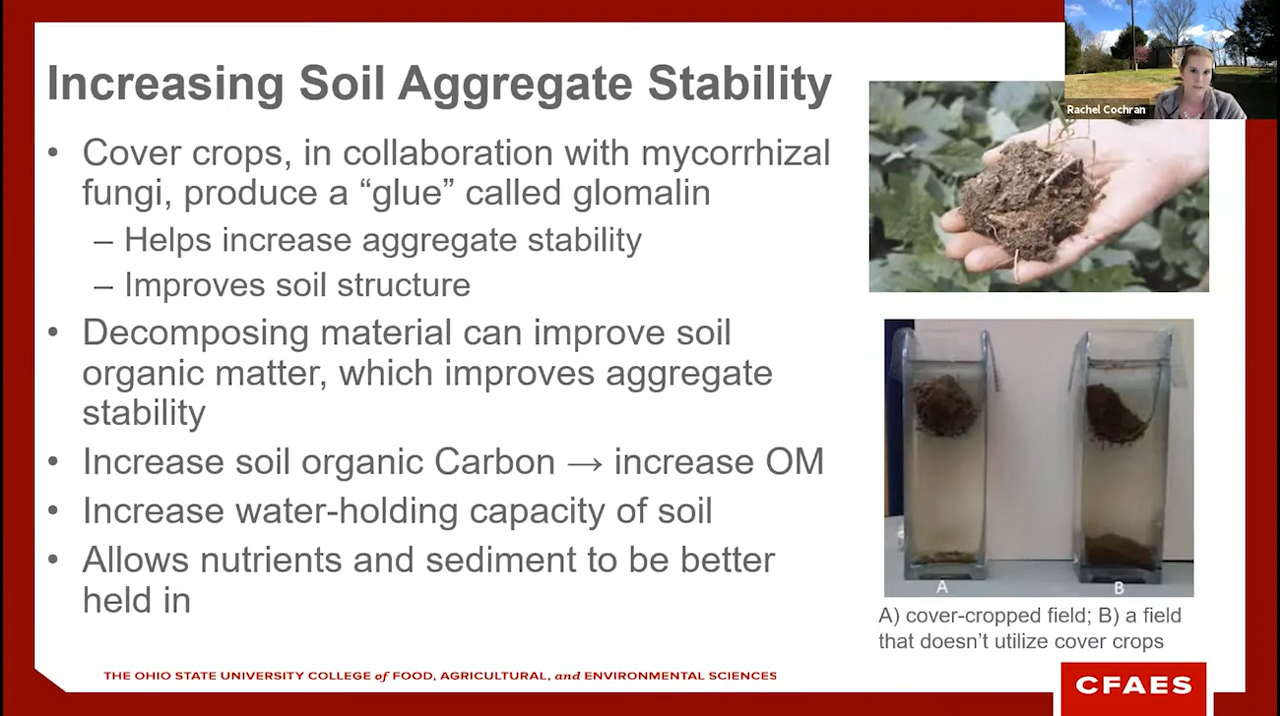 Increasing Soil Aggregate Stability
• Cover crops, in collaboration with mycorrhizal
fungi, produce a “glue” called glomalin
– Helps increase aggregate stability
– Improves soil structure
• Decomposing material can improve soil
organic matter, which improves aggregate
stability
• Increase soil organic Carbon → increase OM
• Increase water-holding capacity of soil
• Allows nutrients and sediment to be better
held in
Rachel Cochran
A
B
A) cover-cropped field; B) a field
that doesn’t utilize cover crops
THE OHIO STATE UNIVERSITY COLLEGE of FOOD, AGRICULTURAL, and ENVIRONMENTAL SCIENCES
CFAES